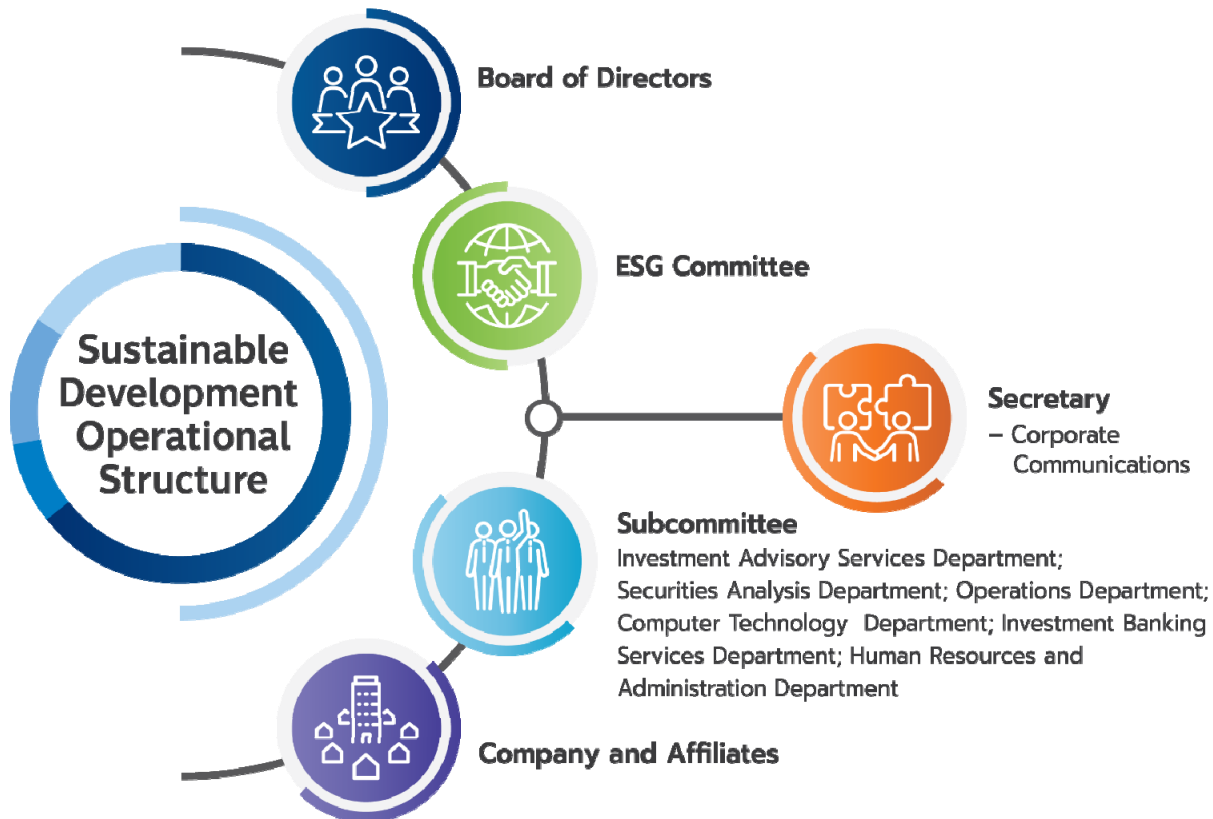 Board of Directors
ESG Committee
Sustainable
Development
Operational
Structure
Secretary
– Corporate
Communications
Subcommittee
Investment Advisory Services Department;
Securities Analysis Department; Operations Department;
Computer Technology Department; Investment Banking
Services Department; Human Resources and
Administration Department
Company and Affiliates